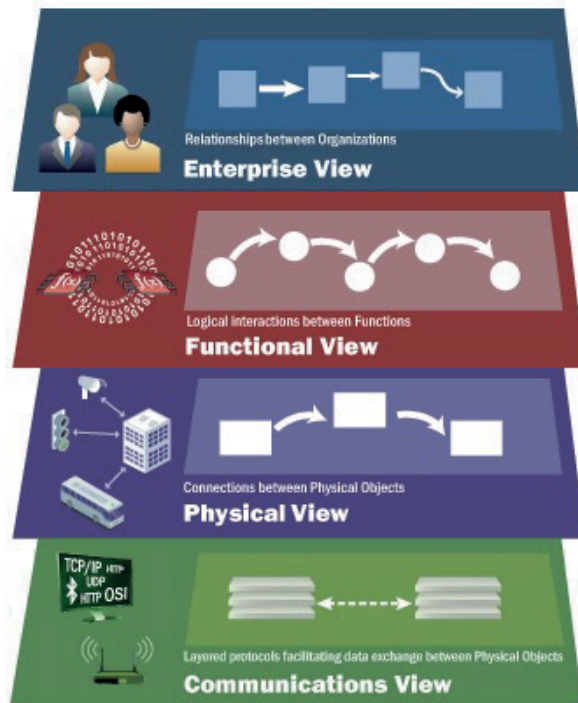 Relationships between Organizations
Enterprise View
f(x) f(x)
Logical interactions between Functions
Functional View
Connections between Physical Objects
Physical View
TCP/IP HTTP
UDP
HTTP OSI
Layered protocols facilitating data exchange between Physical Objects
Communications View